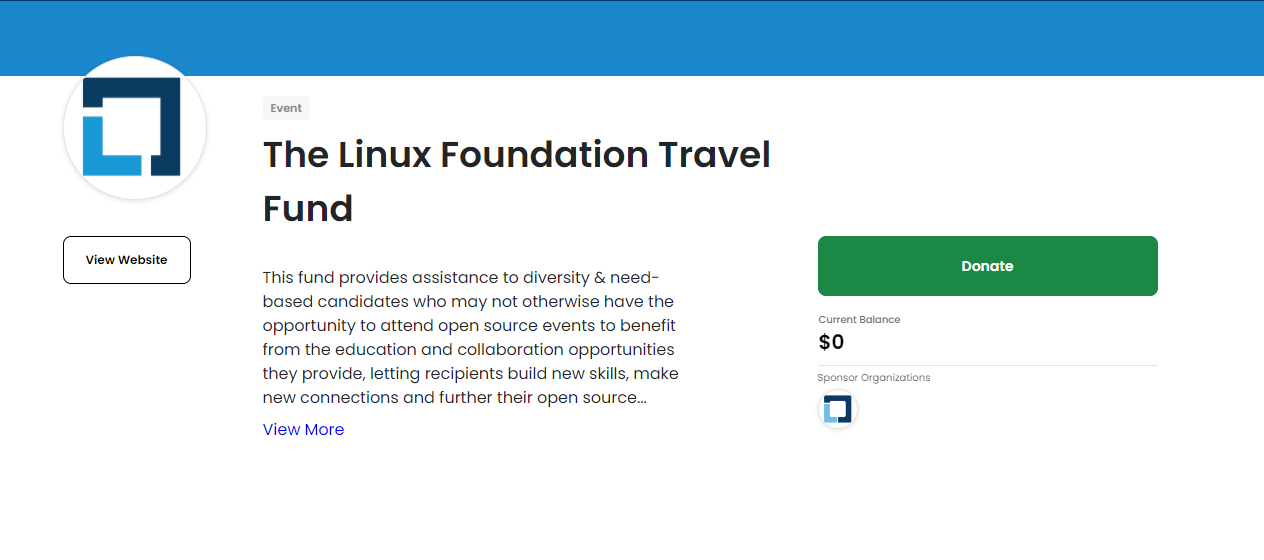 Event
The Linux Foundation Travel
Fund
View Website
This fund provides assistance to diversity & need-
based candidates who may not otherwise have the
opportunity to attend open source events to benefit
from the education and collaboration opportunities
they provide, letting recipients build new skills, make
new connections and further their open source...
View More
Donate
Current Balance
$0
Sponsor Organizations